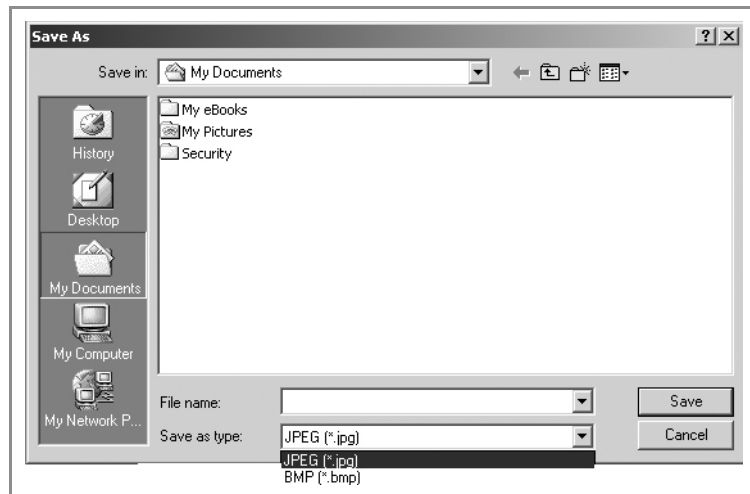 Save As
Save in: My Documents
History
Desktop
My Documents
My Computer
My Network P...
My eBooks
My Pictures
Security
File name:
Save
Save as type: JPEG (*.jpg)
Cancel
JPEG (*.jpg)
BMP (*.bmp)